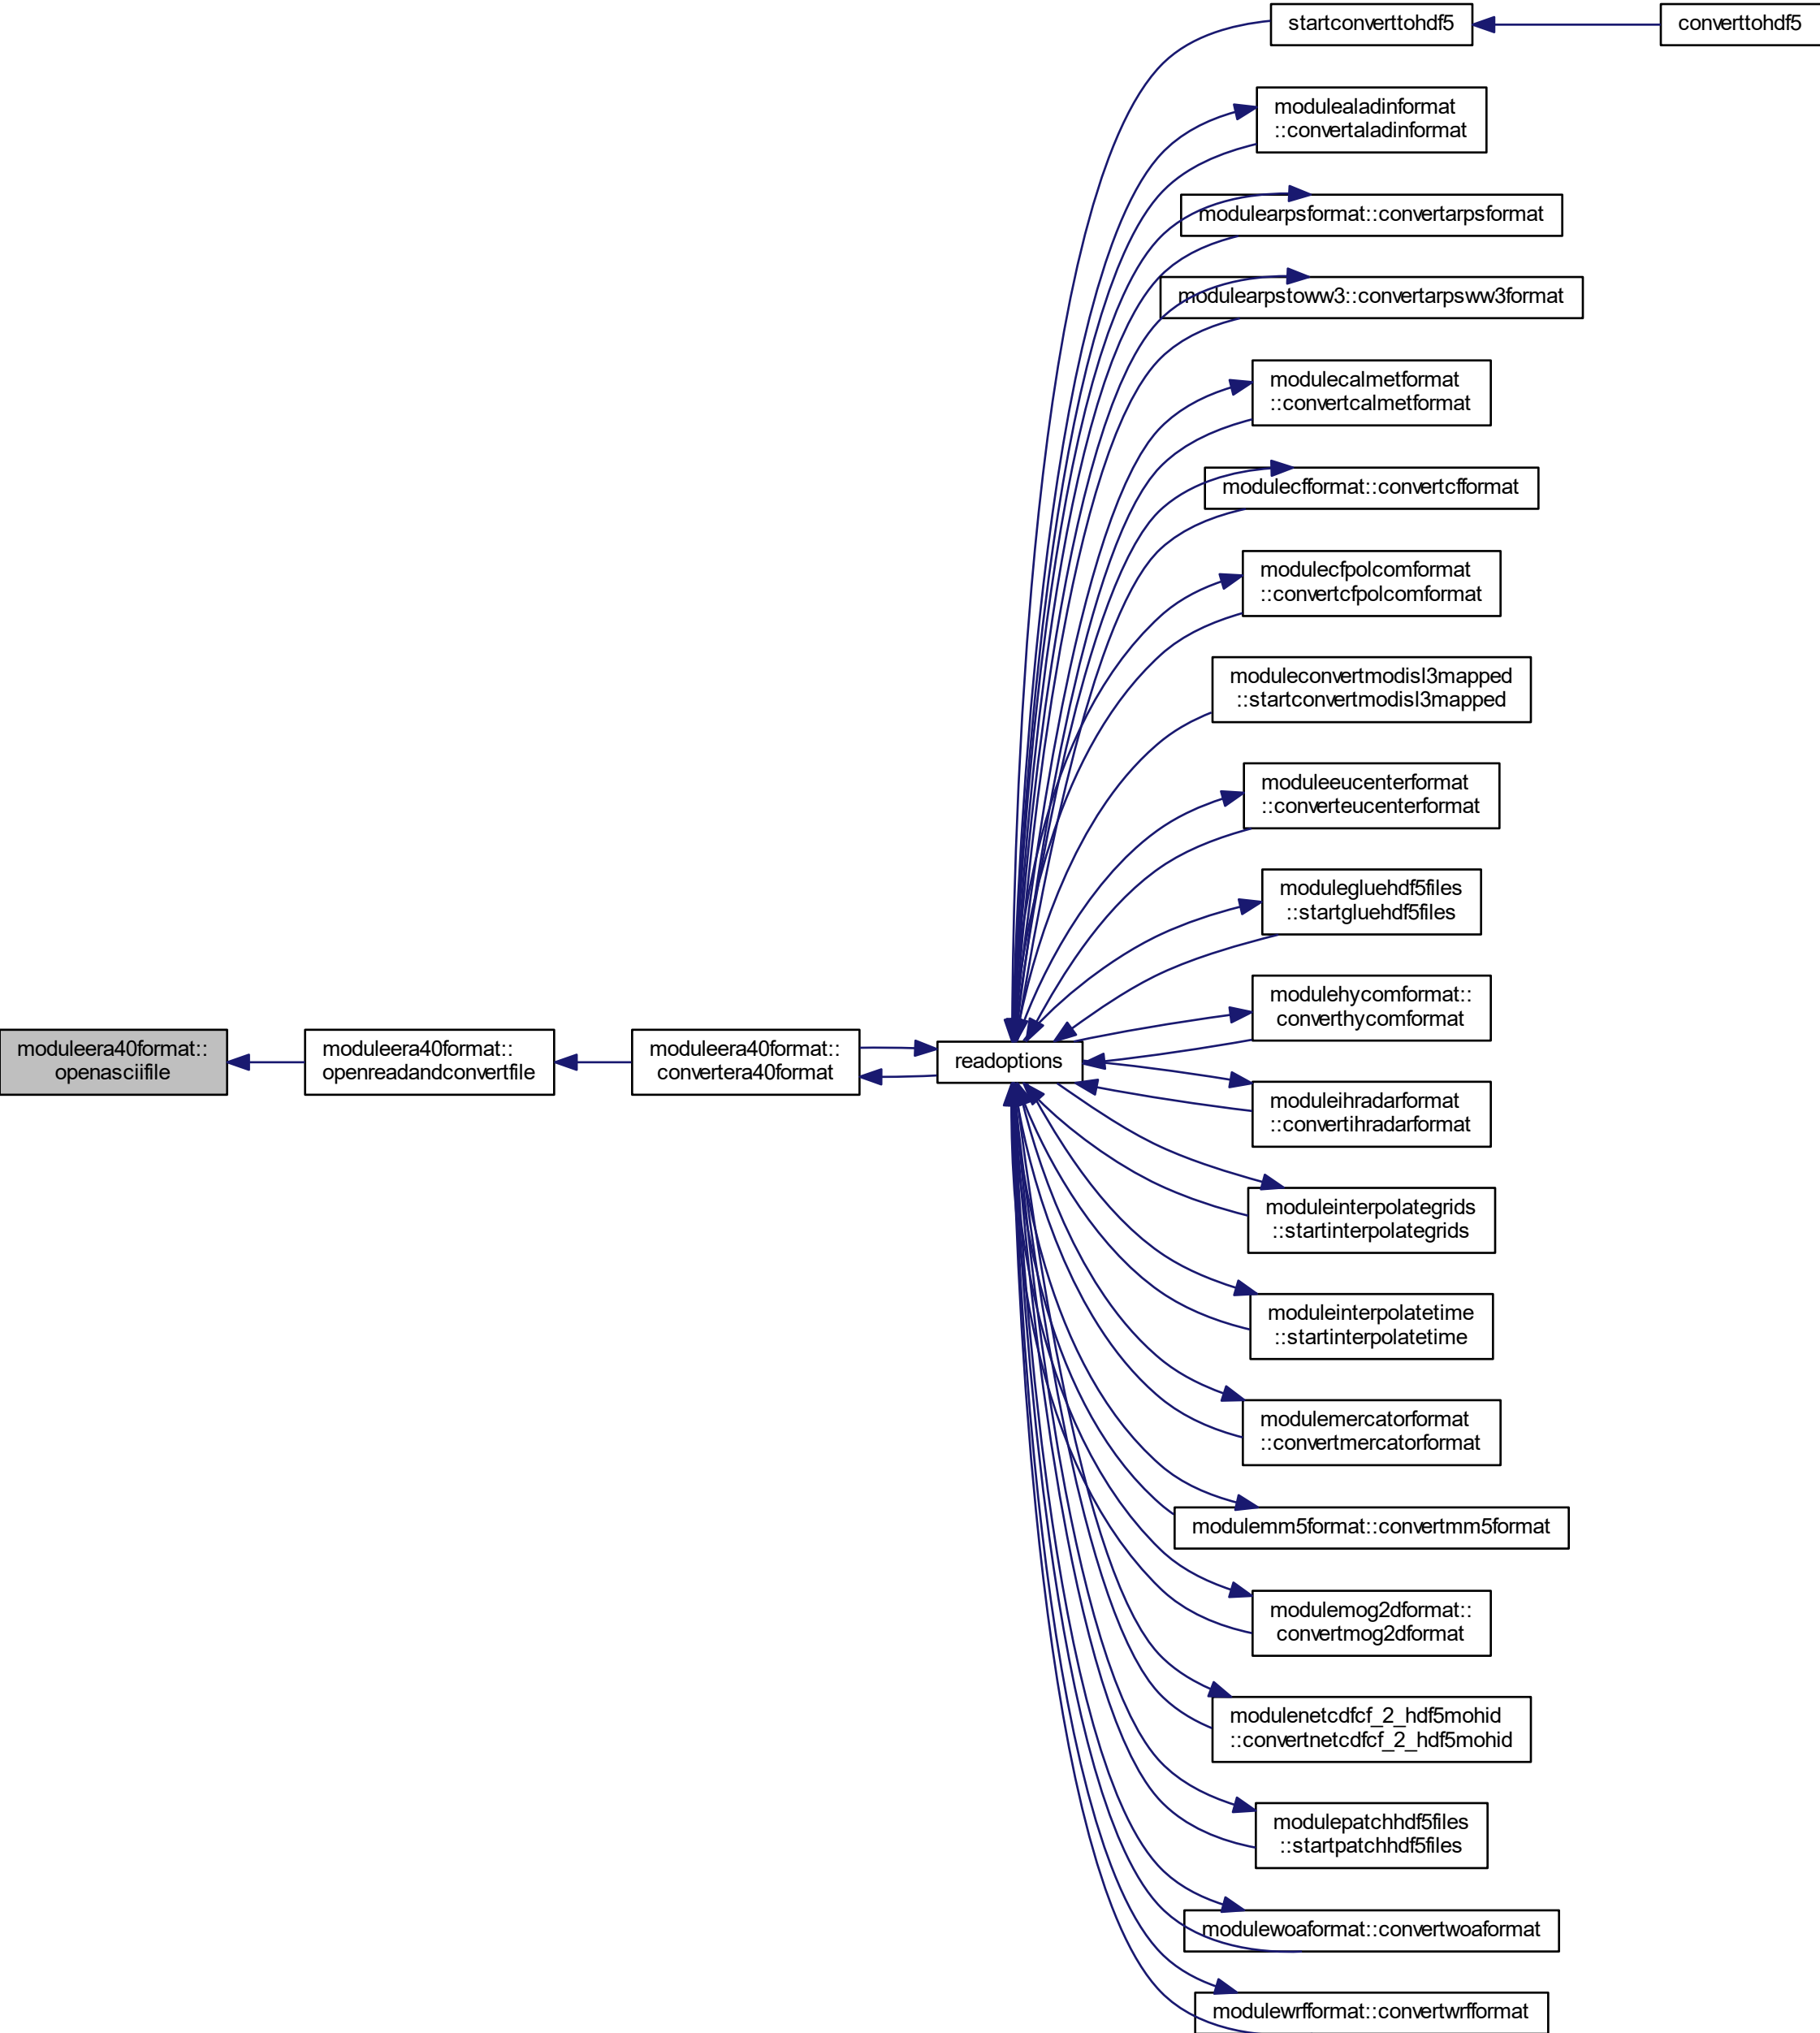 startconverttohdf5
converttohdf5
modulealadinformat
::convertaladinformat
modulearpsformat::convertarpsformat
modulearpstoww3::convertarpsww3format
modulecalmetformat
::convertcalmetformat
modulecfformat::convertcfformat
modulecfpolcomformat
::convertcfpolcomformat
moduleconvertmodisl3mapped
::startconvertmodisl3mapped
moduleeucenterformat
::converteucenterformat
modulegluehdf5files
::startgluehdf5files
modulehycomformat::
converthycomformat
moduleera40format::
openasciifile
moduleera40format::
openreadandconvertfile
moduleera40format::
convertera40format
readoptions
moduleihradarformat
::convertihradarformat
moduleinterpolategrids
::startinterpolategrids
moduleinterpolatetime
::startinterpolatetime
modulemercatorformat
::convertmercatorformat
modulemm5format::convertmm5format
modulemog2dformat::
convertmog2dformat
modulenetcdfcf_2_hdf5mohid
::convertnetcdfcf_2_hdf5mohid
modulepatchhdf5files
::startpatchhdf5files
modulewoaformat::convertwoaformat
modulewrfformat::convertwrfformat